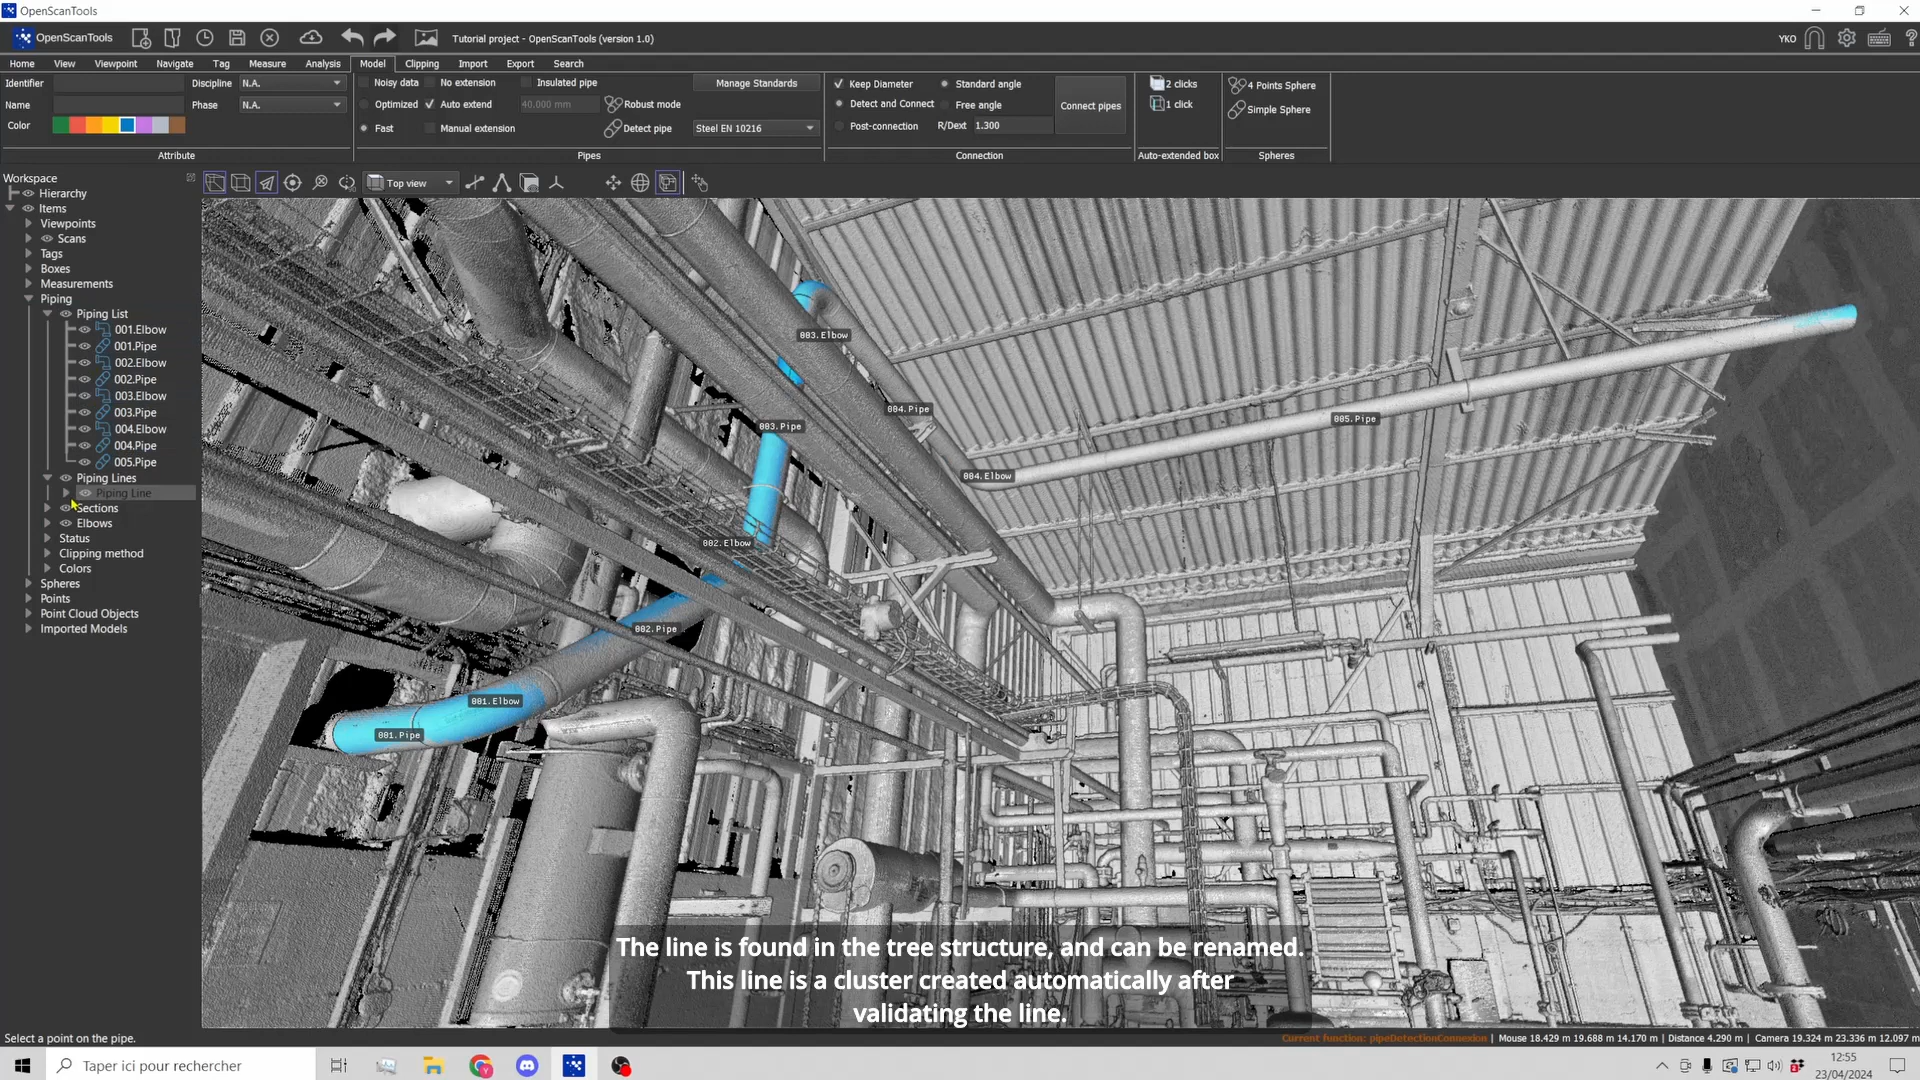 OpenScanTools
OpenScanTools
Tutorial project - OpenScanTools (version 1.0)
YKO
Home View Viewpoint Navigate Tag Measure Analysis Model Clipping Import Export Search
Identifier Discipline N.A. Noisy data No extension Insulated pipe Manage Standards Keep Diameter Standard angle 2 clicks 4 Points Sphere
Name Phase N.A. Optimized Auto extend 40.000 mm Robust mode Detect and Connect Free angle Connect pipes 1 click Simple Sphere
Color Fast Manual extension Detect pipe Steel EN 10216 Post-connection R/Dext 1.300
Attribute Pipes Connection Auto-extended box Spheres
Workspace
Top view
Hierarchy
Items
Viewpoints
Scans
Tags
Boxes
Measurements
Piping
Piping List
001.Elbow
001.Pipe
002.Elbow
002.Pipe
003.Elbow
003.Pipe
004.Elbow
004.Pipe
005.Pipe
Piping Lines
Piping Line
Sections
Elbows
Status
Clipping method
Colors
Spheres
Points
Point Cloud Objects
Imported Models
003.Elbow
004.Pipe
003.Pipe
005.Pipe
004.Elbow
002.Elbow
002.Pipe
001.Elbow
001.Pipe
The line is found in the tree structure, and can be renamed.
This line is a cluster created automatically after
validating the line.
Select a point on the pipe.
Current function: pipeDetectionConnexion | Mouse 18.429 m 19.688 m 14.170 m | Distance 4.290 m | Camera 19.324 m 23.336 m 12.097 m
Taper ici pour rechercher
12:55
23/04/2024